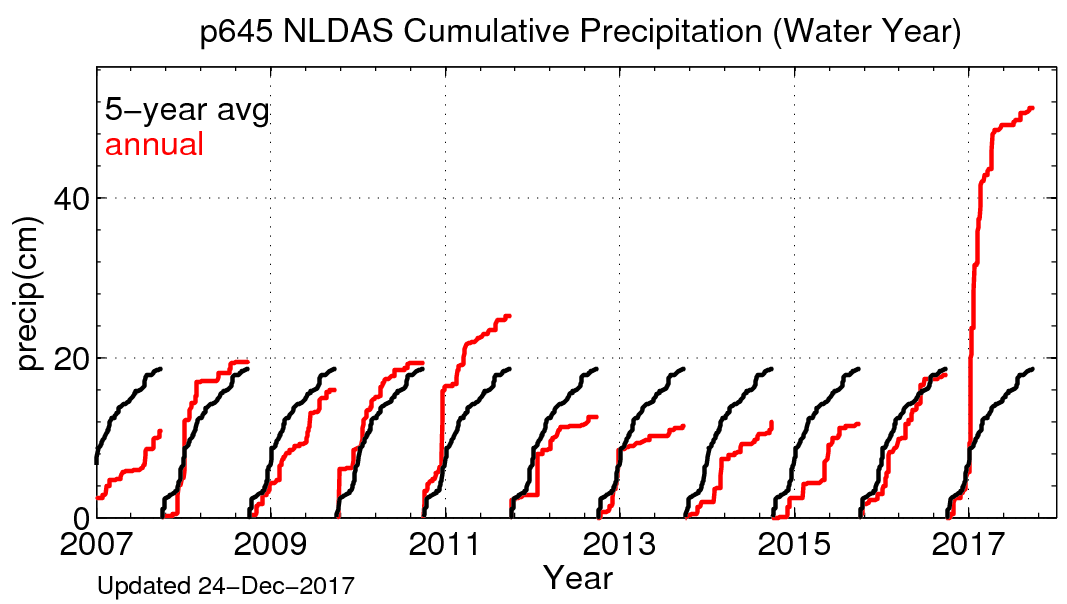 p645 NLDAS Cumulative Precipitation (Water Year)
5−year avg
annual
precip(cm)
40
20
0
2007 2009 2011 2013 2015 2017
Year
Updated 24−Dec−2017